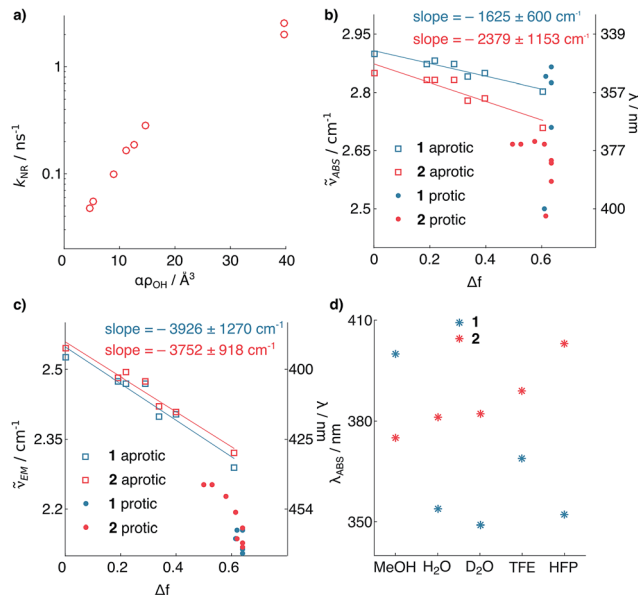 a)
1
0.1
k_NR / ns⁻¹
0 10 20 30 40
αρ_OH / Å³
b)
slope = − 1625 ± 600 cm⁻¹
slope = − 2379 ± 1153 cm⁻¹
2.95
2.8
2.65
2.5
ṽ_ABS / cm⁻¹
339
357
377
400
λ / nm
1 aprotic
2 aprotic
1 protic
2 protic
0 0.2 0.4 0.6
Δf
c)
slope = − 3926 ± 1270 cm⁻¹
slope = − 3752 ± 918 cm⁻¹
2.5
2.35
2.2
ṽ_EM / cm⁻¹
400
425
454
λ / nm
1 aprotic
2 aprotic
1 protic
2 protic
0 0.2 0.4 0.6
Δf
d)
1
2
410
380
350
λ_ABS / nm
MeOH H₂O D₂O TFE HFP